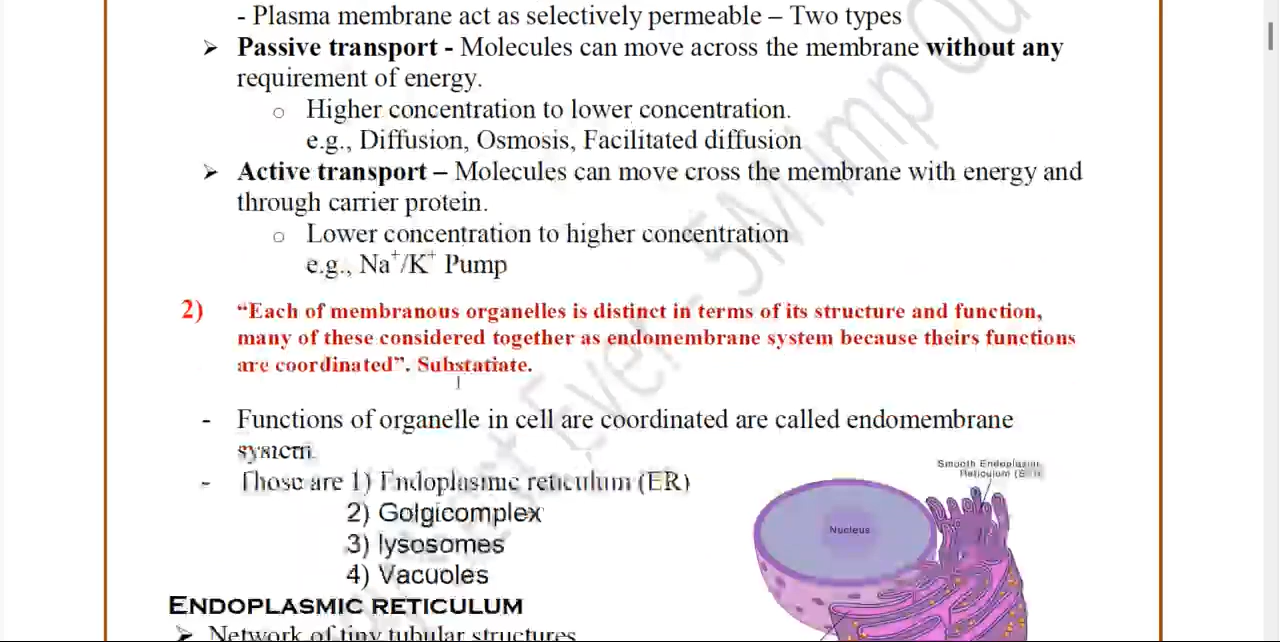 - Plasma membrane act as selectively permeable – Two types
➢ Passive transport - Molecules can move across the membrane without any
requirement of energy.
o Higher concentration to lower concentration.
e.g., Diffusion, Osmosis, Facilitated diffusion
➢ Active transport – Molecules can move cross the membrane with energy and
through carrier protein.
o Lower concentration to higher concentration
e.g., Na⁺/K⁺ Pump
2) “Each of membranous organelles is distinct in terms of its structure and function,
many of these considered together as endomembrane system because theirs functions
are coordinated”. Substatiate.
- Functions of organelle in cell are coordinated are called endomembrane
system.
- Those are 1) Endoplasmic reticulum (ER)
2) Golgicomplex
3) lysosomes
4) Vacuoles
Smooth Endoplasmic
Reticulum
Nucleus
ENDOPLASMIC RETICULUM
➢ Network of tiny tubular structures
5M imp
Ever -